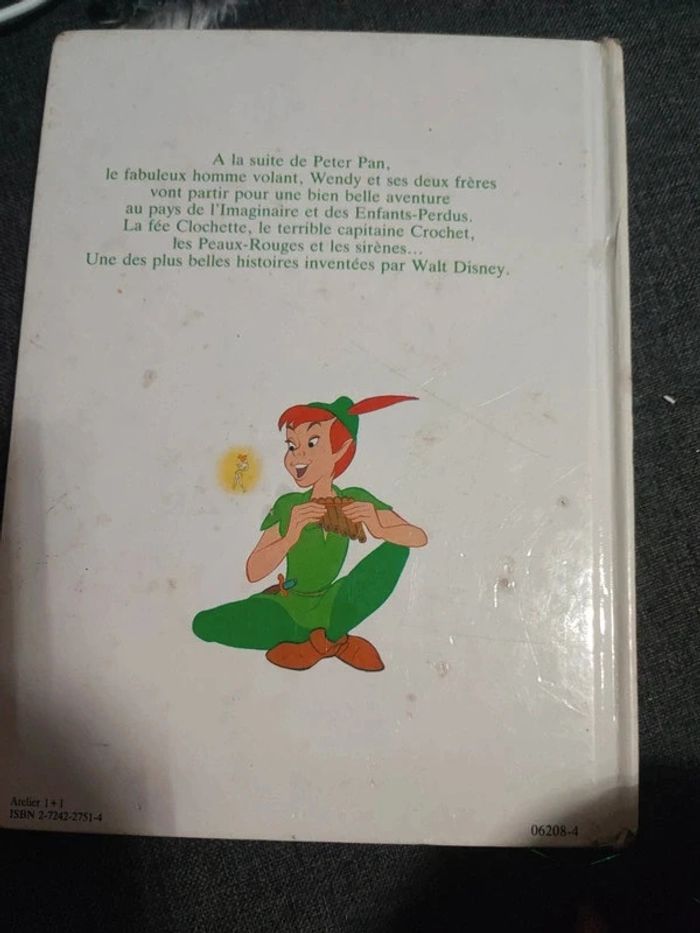 A la suite de Peter Pan,
le fabuleux homme volant, Wendy et ses deux frères
vont partir pour une bien belle aventure
au pays de l'Imaginaire et des Enfants-Perdus.
La fée Clochette, le terrible capitaine Crochet,
les Peaux-Rouges et les sirènes...
Une des plus belles histoires inventées par Walt Disney.
Atelier 1 + 1
ISBN 2-7242-2751-4
06208-4